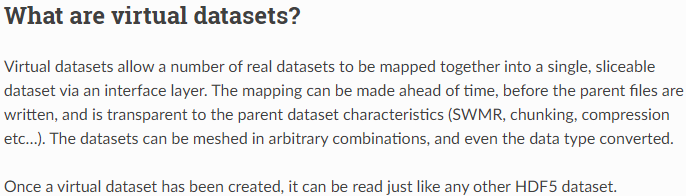 What are virtual datasets?
Virtual datasets allow a number of real datasets to be mapped together into a single, sliceable
dataset via an interface layer. The mapping can be made ahead of time, before the parent files are
written, and is transparent to the parent dataset characteristics (SWMR, chunking, compression
etc...). The datasets can be meshed in arbitrary combinations, and even the data type converted.
Once a virtual dataset has been created, it can be read just like any other HDF5 dataset.